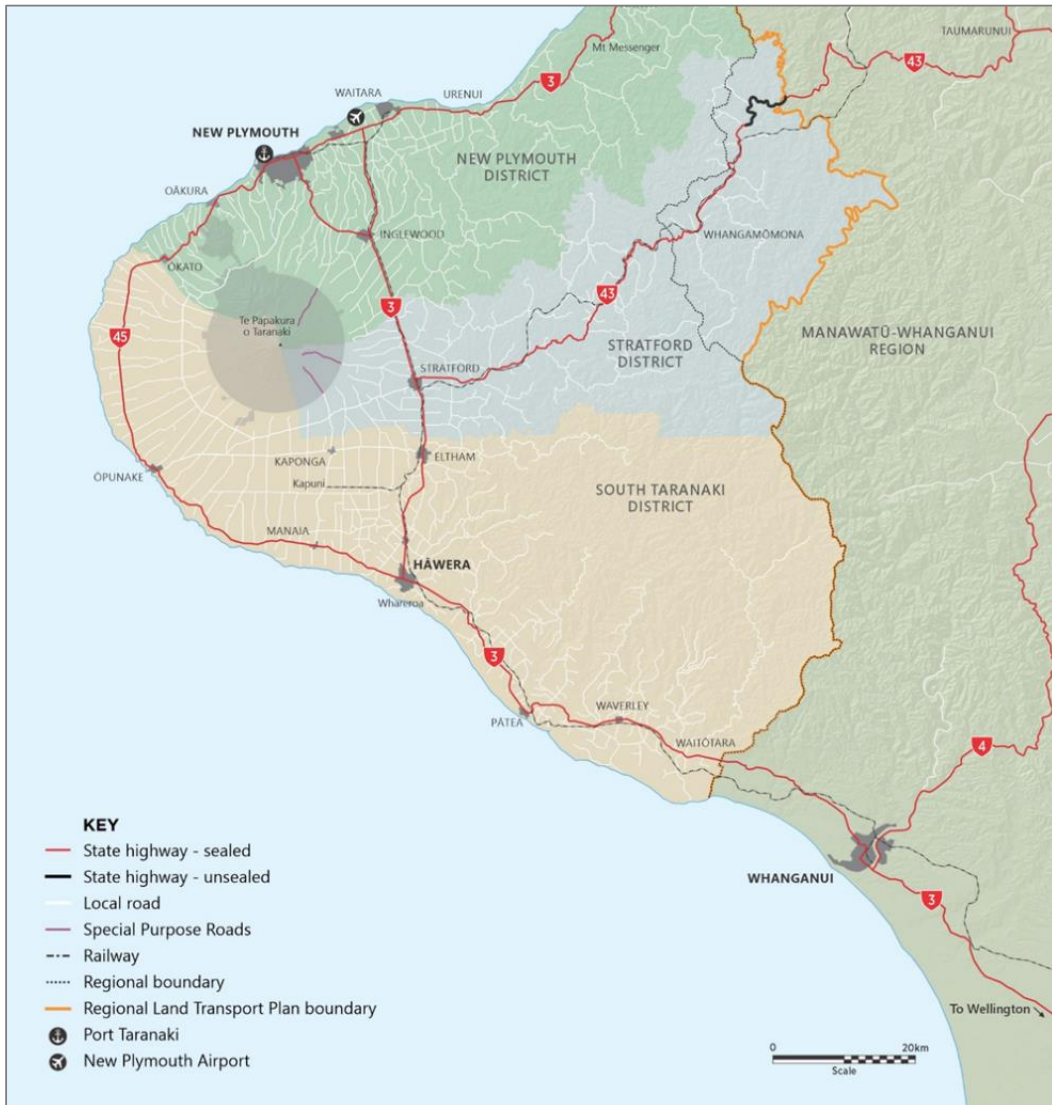 TAUMARUNUI
43
Mt Messenger
3
URENUI
WAITARA
NEW PLYMOUTH
NEW PLYMOUTH
DISTRICT
OĀKURA
INGLEWOOD
WHANGAMŌMONA
ŌKATO
43
3
45
Te Papakura
o Taranaki
MANAWATŪ-WHANGANUI
REGION
STRATFORD
DISTRICT
STRATFORD
KAPONGA
ELTHAM
ŌPUNAKE
Kapuni
SOUTH TARANAKI
DISTRICT
MANAIA
HĀWERA
Whareroa
3
WAVERLEY
PĀTEA
WAITŌTARA
4
KEY
State highway - sealed
State highway - unsealed
Local road
Special Purpose Roads
Railway
Regional boundary
Regional Land Transport Plan boundary
Port Taranaki
New Plymouth Airport
WHANGANUI
3
To Wellington
0 20km
Scale